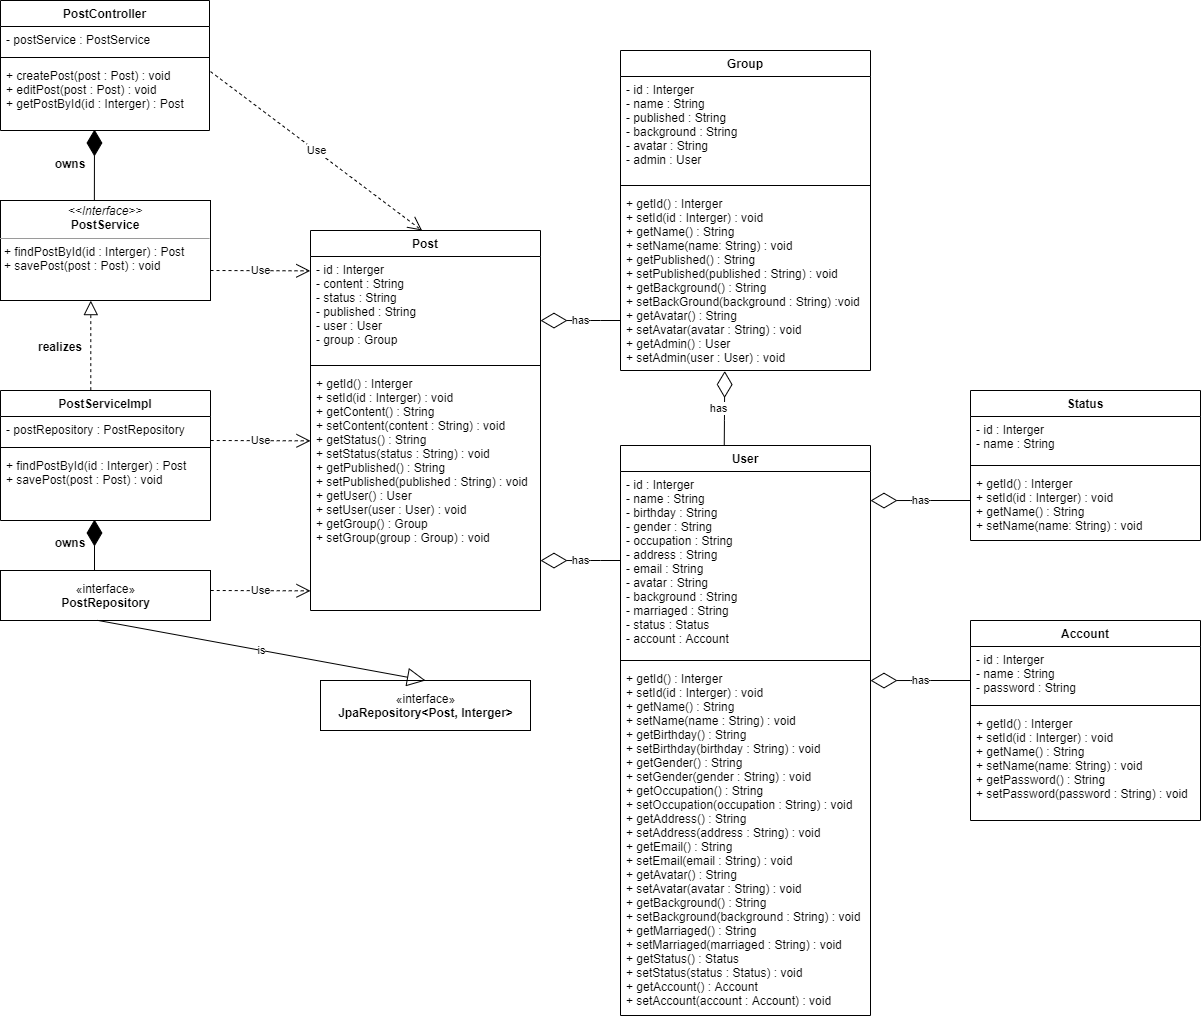 PostController
- postService : PostService
+ createPost(post : Post) : void
+ editPost(post : Post) : void
+ getPostById(id : Interger) : Post
owns
<<Interface>>
PostService
+ findPostById(id : Interger) : Post
+ savePost(post : Post) : void
realizes
PostServiceImpl
- postRepository : PostRepository
+ findPostById(id : Interger) : Post
+ savePost(post : Post) : void
owns
«interface»
PostRepository
Use
Use
Use
Use
is
«interface»
JpaRepository<Post, Interger>
Post
- id : Interger
- content : String
- status : String
- published : String
- user : User
- group : Group
+ getId() : Interger
+ setId(id : Interger) : void
+ getContent() : String
+ setContent(content : String) : void
+ getStatus() : String
+ setStatus(status : String) : void
+ getPublished() : String
+ setPublished(published : String) : void
+ getUser() : User
+ setUser(user : User) : void
+ getGroup() : Group
+ setGroup(group : Group) : void
has
has
Group
- id : Interger
- name : String
- published : String
- background : String
- avatar : String
- admin : User
+ getId() : Interger
+ setId(id : Interger) : void
+ getName() : String
+ setName(name: String) : void
+ getPublished() : String
+ setPublished(published : String) : void
+ getBackground() : String
+ setBackGround(background : String) :void
+ getAvatar() : String
+ setAvatar(avatar : String) : void
+ getAdmin() : User
+ setAdmin(user : User) : void
has
User
- id : Interger
- name : String
- birthday : String
- gender : String
- occupation : String
- address : String
- email : String
- avatar : String
- background : String
- marriaged : String
- status : Status
- account : Account
+ getId() : Interger
+ setId(id : Interger) : void
+ getName() : String
+ setName(name : String) : void
+ getBirthday() : String
+ setBirthday(birthday : String) : void
+ getGender() : String
+ setGender(gender : String) : void
+ getOccupation() : String
+ setOccupation(occupation : String) : void
+ getAddress() : String
+ setAddress(address : String) : void
+ getEmail() : String
+ setEmail(email : String) : void
+ getAvatar() : String
+ setAvatar(avatar : String) : void
+ getBackground() : String
+ setBackground(background : String) : void
+ getMarriaged() : String
+ setMarriaged(marriaged : String) : void
+ getStatus() : Status
+ setStatus(status : Status) : void
+ getAccount() : Account
+ setAccount(account : Account) : void
has
has
Status
- id : Interger
- name : String
+ getId() : Interger
+ setId(id : Interger) : void
+ getName() : String
+ setName(name: String) : void
Account
- id : Interger
- name : String
- password : String
+ getId() : Interger
+ setId(id : Interger) : void
+ getName() : String
+ setName(name: String) : void
+ getPassword() : String
+ setPassword(password : String) : void